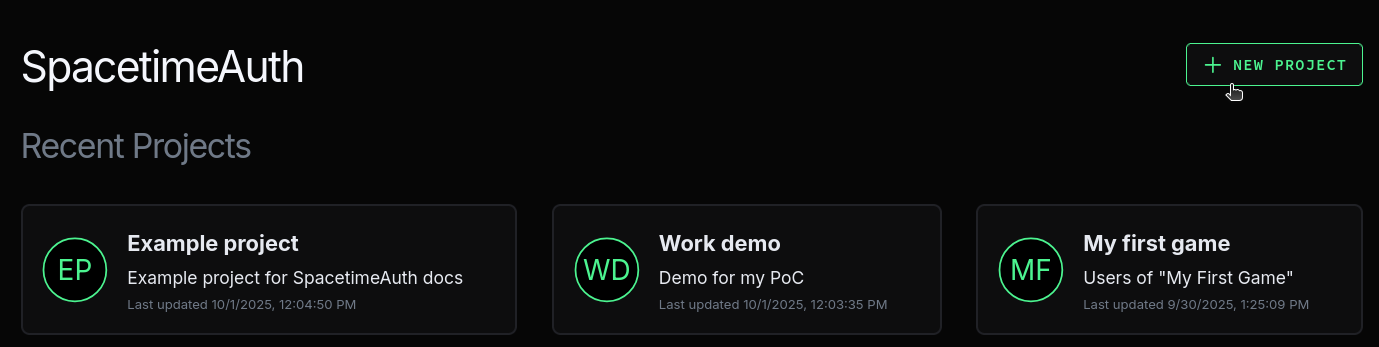 SpacetimeAuth
+ NEW PROJECT
Recent Projects
EP
Example project
Example project for SpacetimeAuth docs
Last updated 10/1/2025, 12:04:50 PM
WD
Work demo
Demo for my PoC
Last updated 10/1/2025, 12:03:35 PM
MF
My first game
Users of "My First Game"
Last updated 9/30/2025, 1:25:09 PM